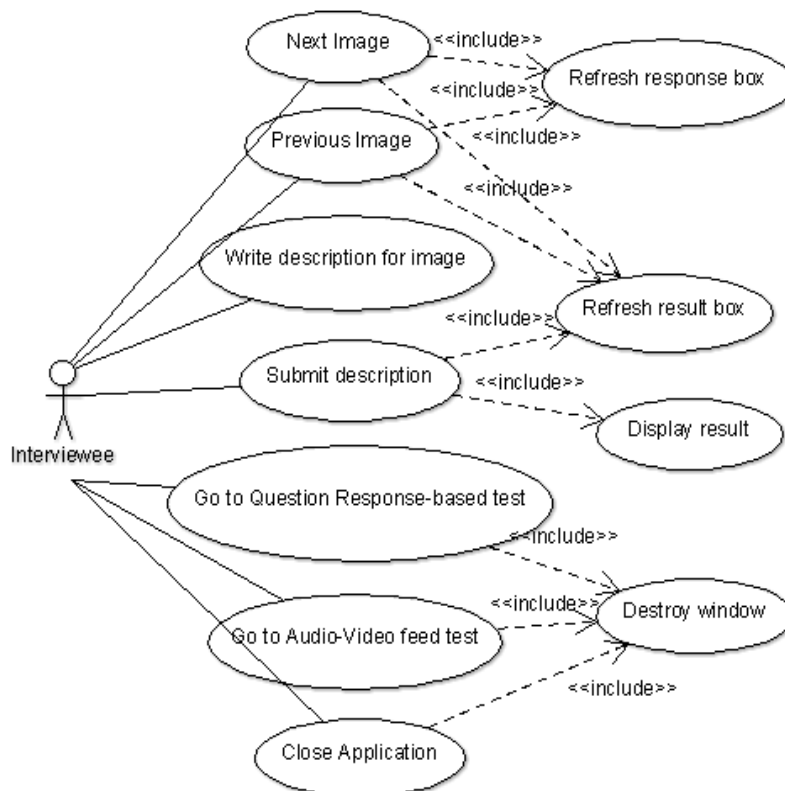 Next Image
<<include>>
Refresh response box
<<include>>
Previous Image
<<include>>
<<include>>
Write description for image
Refresh result box
<<include>>
Submit description
<<include>>
Display result
Interviewee
Go to Question Response-based test
<<include>>
<<include>>
Destroy window
Go to Audio-Video feed test
<<include>>
Close Application